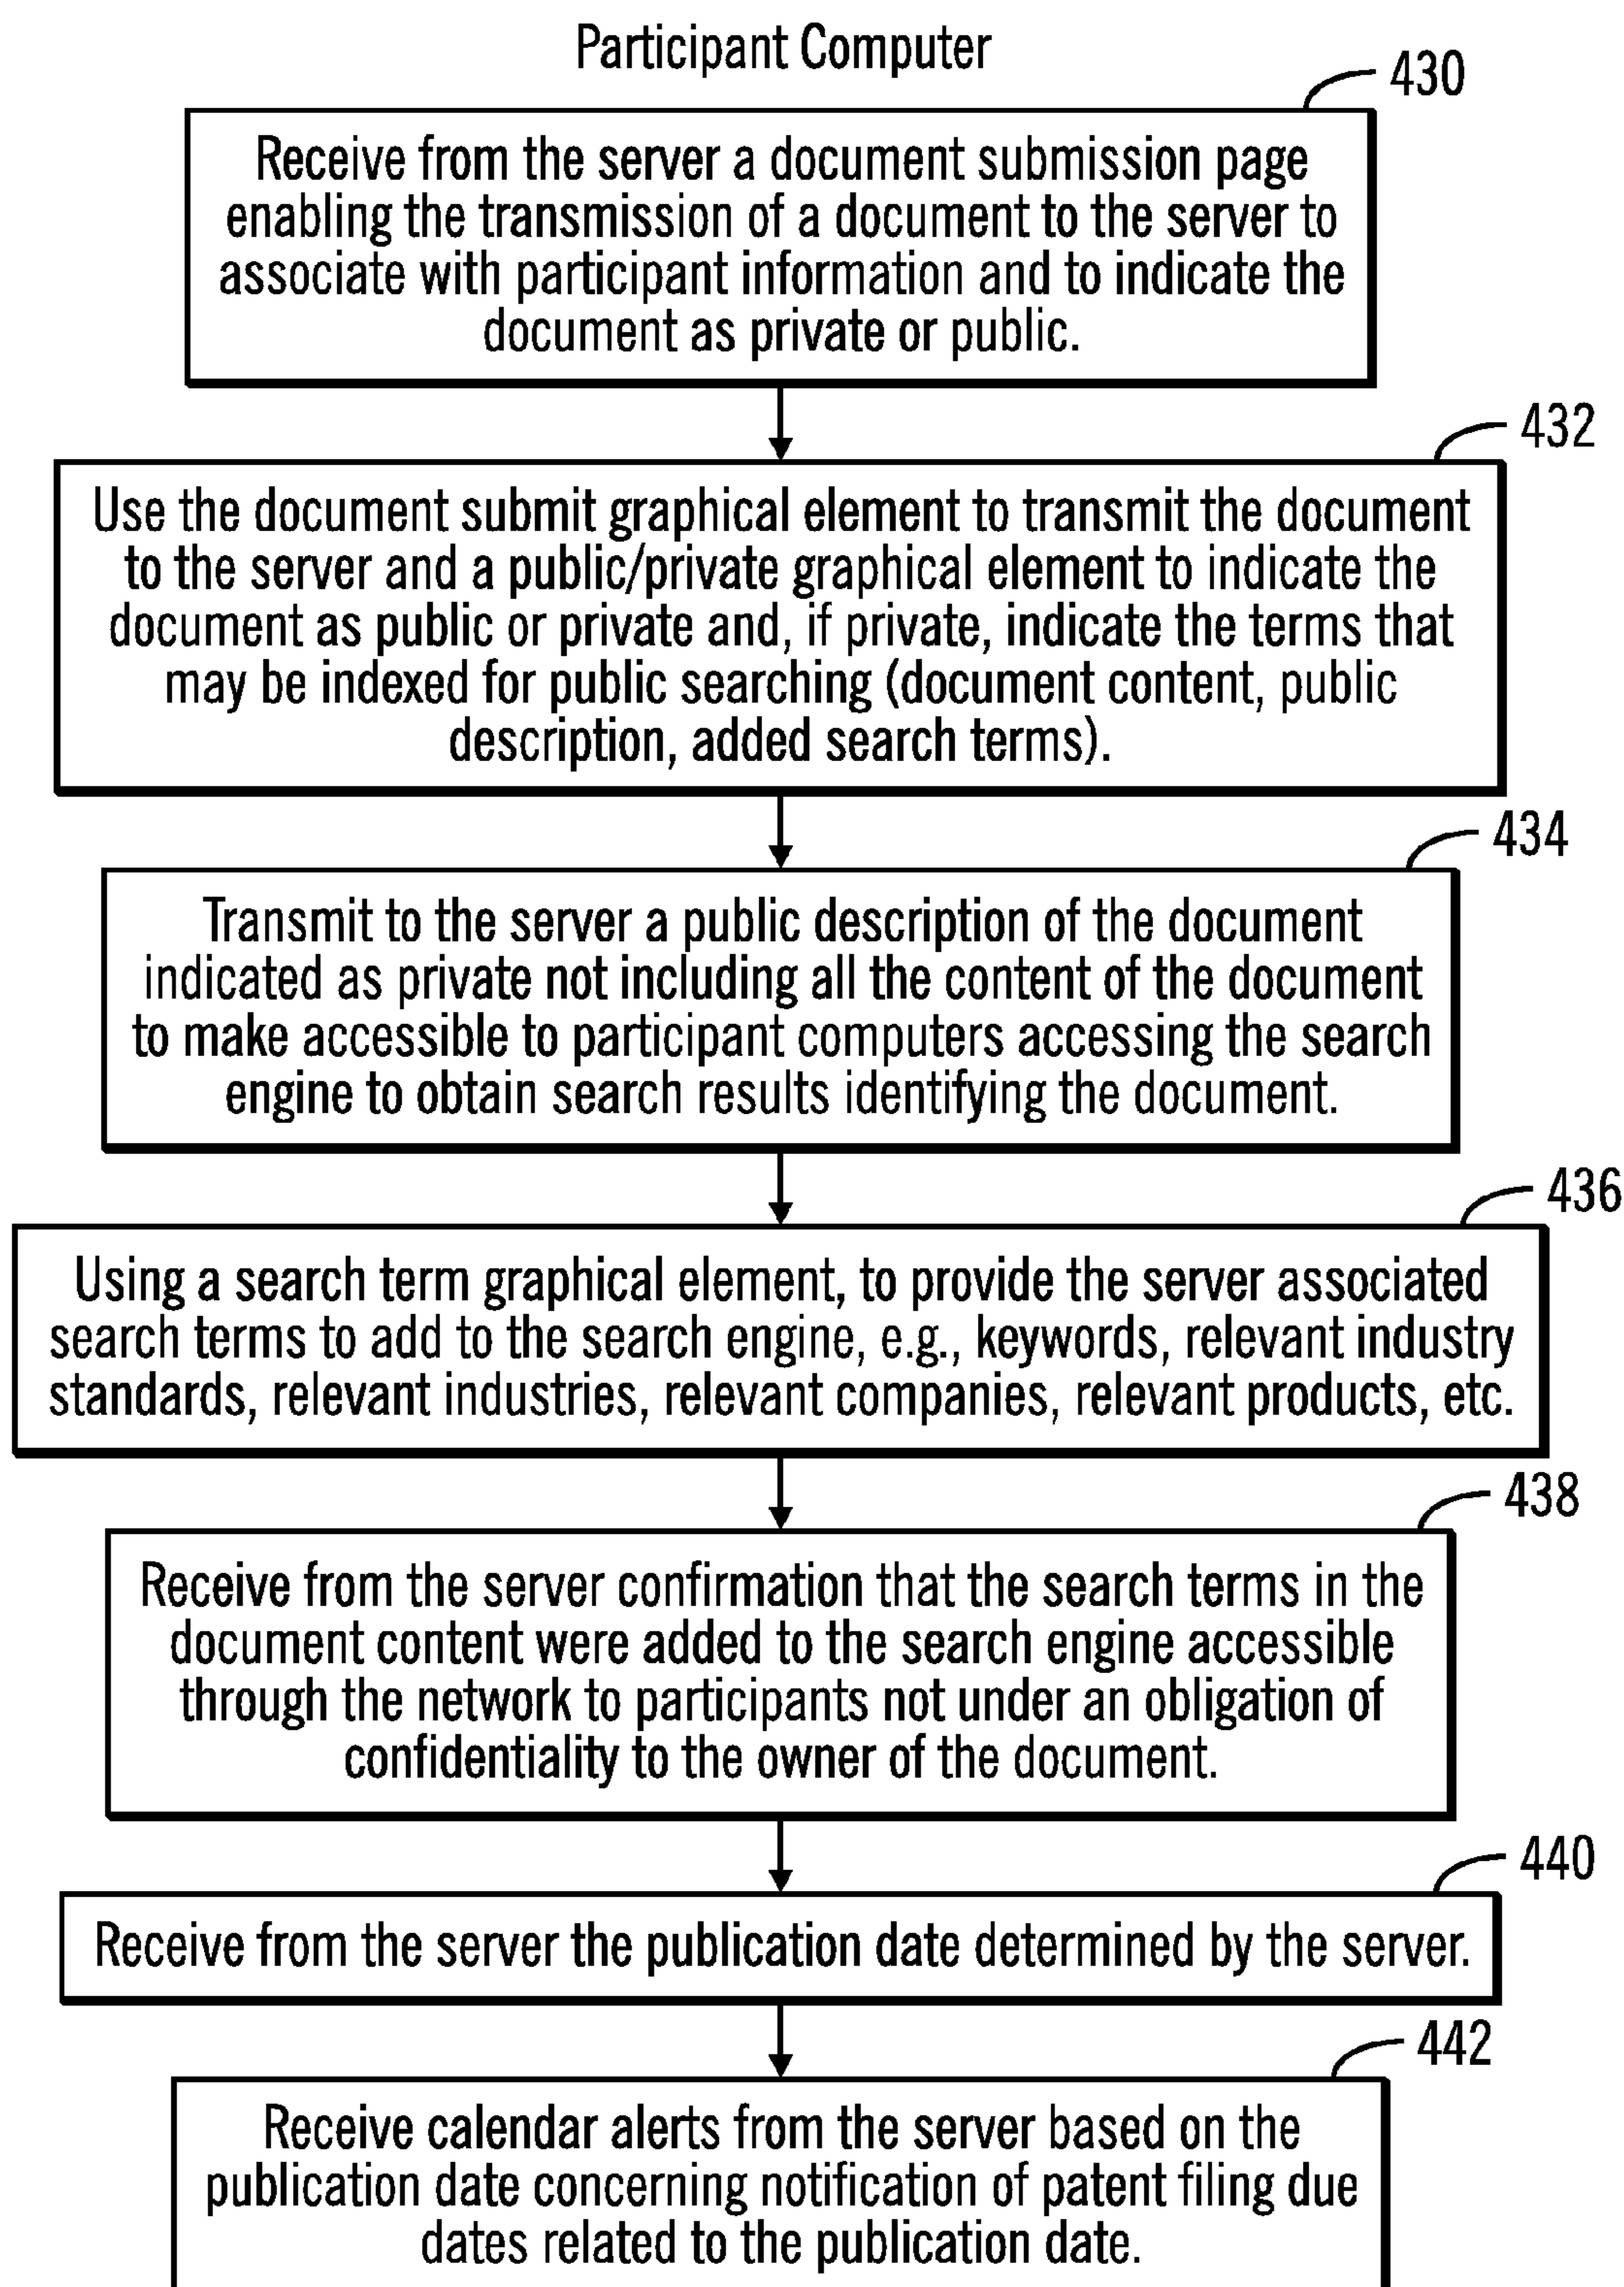 Participant Computer
430
Receive from the server a document submission page
enabling the transmission of a document to the server to
associate with participant information and to indicate the
document as private or public.
432
Use the document submit graphical element to transmit the document
to the server and a public/private graphical element to indicate the
document as public or private and, if private, indicate the terms that
may be indexed for public searching (document content, public
description, added search terms).
434
Transmit to the server a public description of the document
indicated as private not including all the content of the document
to make accessible to participant computers accessing the search
engine to obtain search results identifying the document.
436
Using a search term graphical element, to provide the server associated
search terms to add to the search engine, e.g., keywords, relevant industry
standards, relevant industries, relevant companies, relevant products, etc.
438
Receive from the server confirmation that the search terms in the
document content were added to the search engine accessible
through the network to participants not under an obligation of
confidentiality to the owner of the document.
440
Receive from the server the publication date determined by the server.
442
Receive calendar alerts from the server based on the
publication date concerning notification of patent filing due
dates related to the publication date.